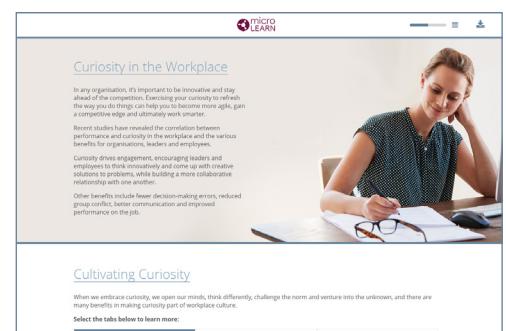 micro
LEARN
Curiosity in the Workplace
In any organisation, it's important to be innovative and stay
ahead of the competition. Exercising your curiosity to refresh
the way you do things can help you to become more agile, gain
a competitive edge and ultimately work smarter.
Recent studies have revealed the correlation between
performance and curiosity in the workplace and the various
benefits for organisations, leaders and employees.
Curiosity drives engagement, encouraging leaders and
employees to think innovatively and come up with creative
solutions to problems, while building a more collaborative
relationship with one another.
Other benefits include fewer decision-making errors, reduced
group conflict, better communication and improved
performance on the job.
Cultivating Curiosity
When we embrace curiosity, we open our minds, think differently, challenge the norm and venture into the unknown, and there are
many benefits in making curiosity part of workplace culture.
Select the tabs below to learn more: